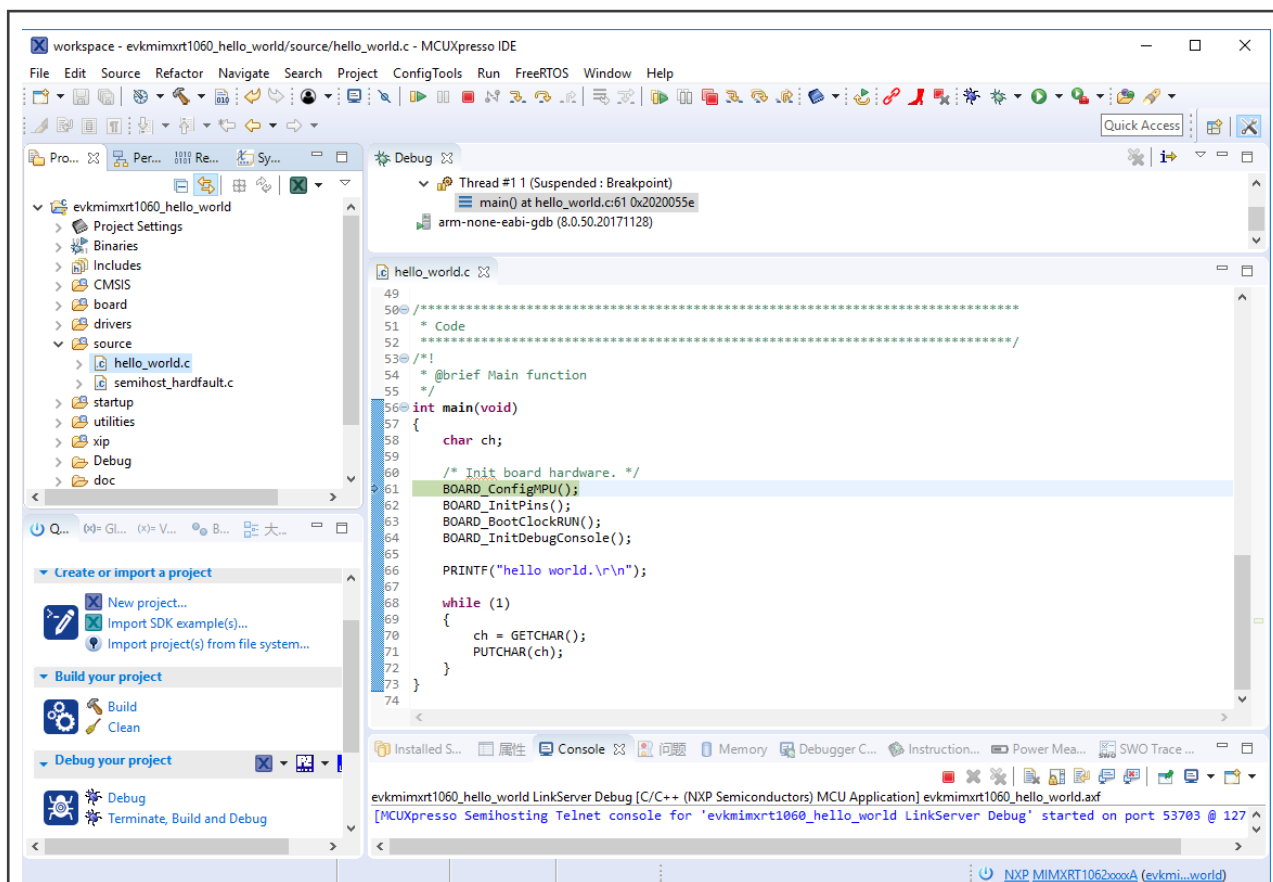 workspace - evkmimxrt1060_hello_world/source/hello_world.c - MCUXpresso IDE
File Edit Source Refactor Navigate Search Project ConfigTools Run FreeRTOS Window Help
Quick Access
Pro... Per... Re... Sy...
evkmimxrt1060_hello_world
Project Settings
Binaries
Includes
CMSIS
board
drivers
source
hello_world.c
semihost_hardfault.c
startup
utilities
xip
Debug
doc
Debug
Thread #1 1 (Suspended : Breakpoint)
main() at hello_world.c:61 0x2020055e
arm-none-eabi-gdb (8.0.50.20171128)
hello_world.c
49
50 /*******************************************************************************
51  * Code
52  ******************************************************************************/
53 /*!
54  * @brief Main function
55  */
56 int main(void)
57 {
58     char ch;
59
60     /* Init board hardware. */
61     BOARD_ConfigMPU();
62     BOARD_InitPins();
63     BOARD_BootClockRUN();
64     BOARD_InitDebugConsole();
65
66     PRINTF("hello world.\r\n");
67
68     while (1)
69     {
70         ch = GETCHAR();
71         PUTCHAR(ch);
72     }
73 }
74
Q... (x)= Gl... (x)= V... B... 大...
Create or import a project
New project...
Import SDK example(s)...
Import project(s) from file system...
Build your project
Build
Clean
Debug your project
Debug
Terminate, Build and Debug
Installed S... 属性 Console 问题 Memory Debugger C... Instruction... Power Mea... SWO Trace ...
evkmimxrt1060_hello_world LinkServer Debug [C/C++ (NXP Semiconductors) MCU Application] evkmimxrt1060_hello_world.axf
[MCUXpresso Semihosting Telnet console for 'evkmimxrt1060_hello_world LinkServer Debug' started on port 53703 @ 127
NXP MIMXRT1062xxxxA (evkmi...world)